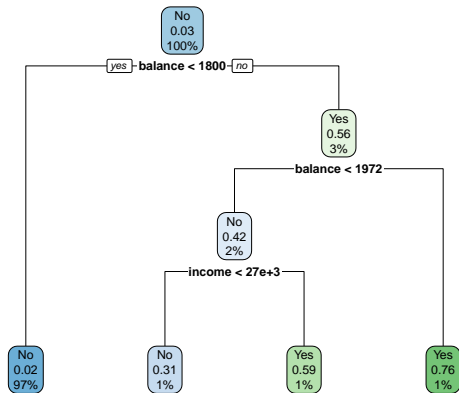 No
0.03
100%
yes balance < 1800 no
Yes
0.56
3%
balance < 1972
No
0.42
2%
income < 27e+3
No
0.02
97%
No
0.31
1%
Yes
0.59
1%
Yes
0.76
1%